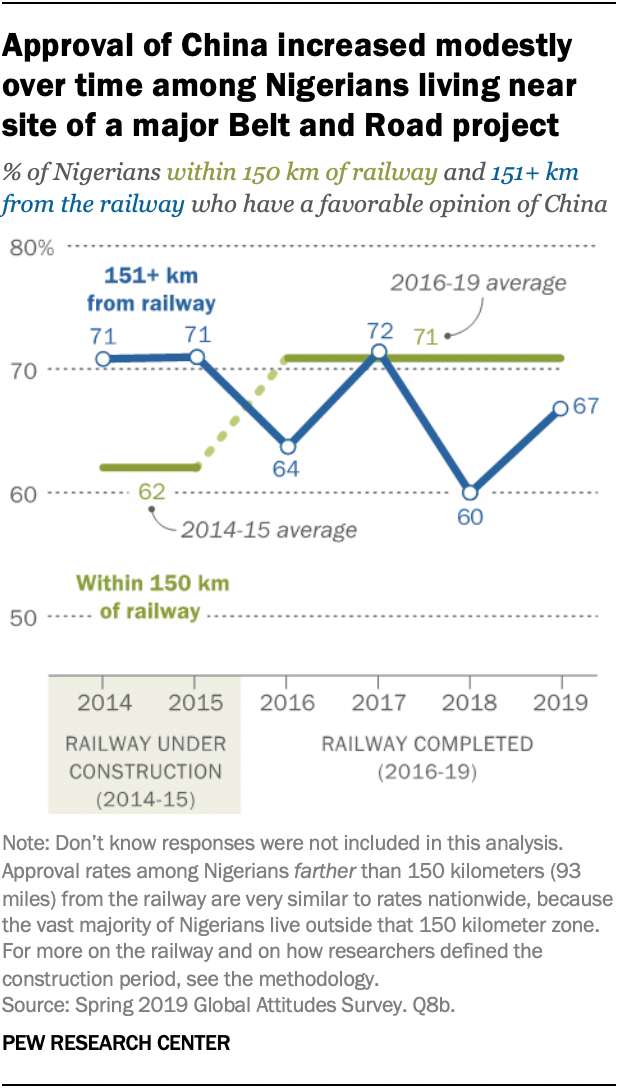 Approval of China increased modestly
over time among Nigerians living near
site of a major Belt and Road project
% of Nigerians within 150 km of railway and 151+ km
from the railway who have a favorable opinion of China
80%
151+ km
from railway
2016-19 average
71
71
72
71
70
64
67
62
60
60
2014-15 average
Within 150 km
of railway
50
2014 2015 2016 2017 2018 2019
RAILWAY UNDER
CONSTRUCTION
(2014-15)
RAILWAY COMPLETED
(2016-19)
Note: Don’t know responses were not included in this analysis.
Approval rates among Nigerians farther than 150 kilometers (93
miles) from the railway are very similar to rates nationwide, because
the vast majority of Nigerians live outside that 150 kilometer zone.
For more on the railway and on how researchers defined the
construction period, see the methodology.
Source: Spring 2019 Global Attitudes Survey. Q8b.
PEW RESEARCH CENTER